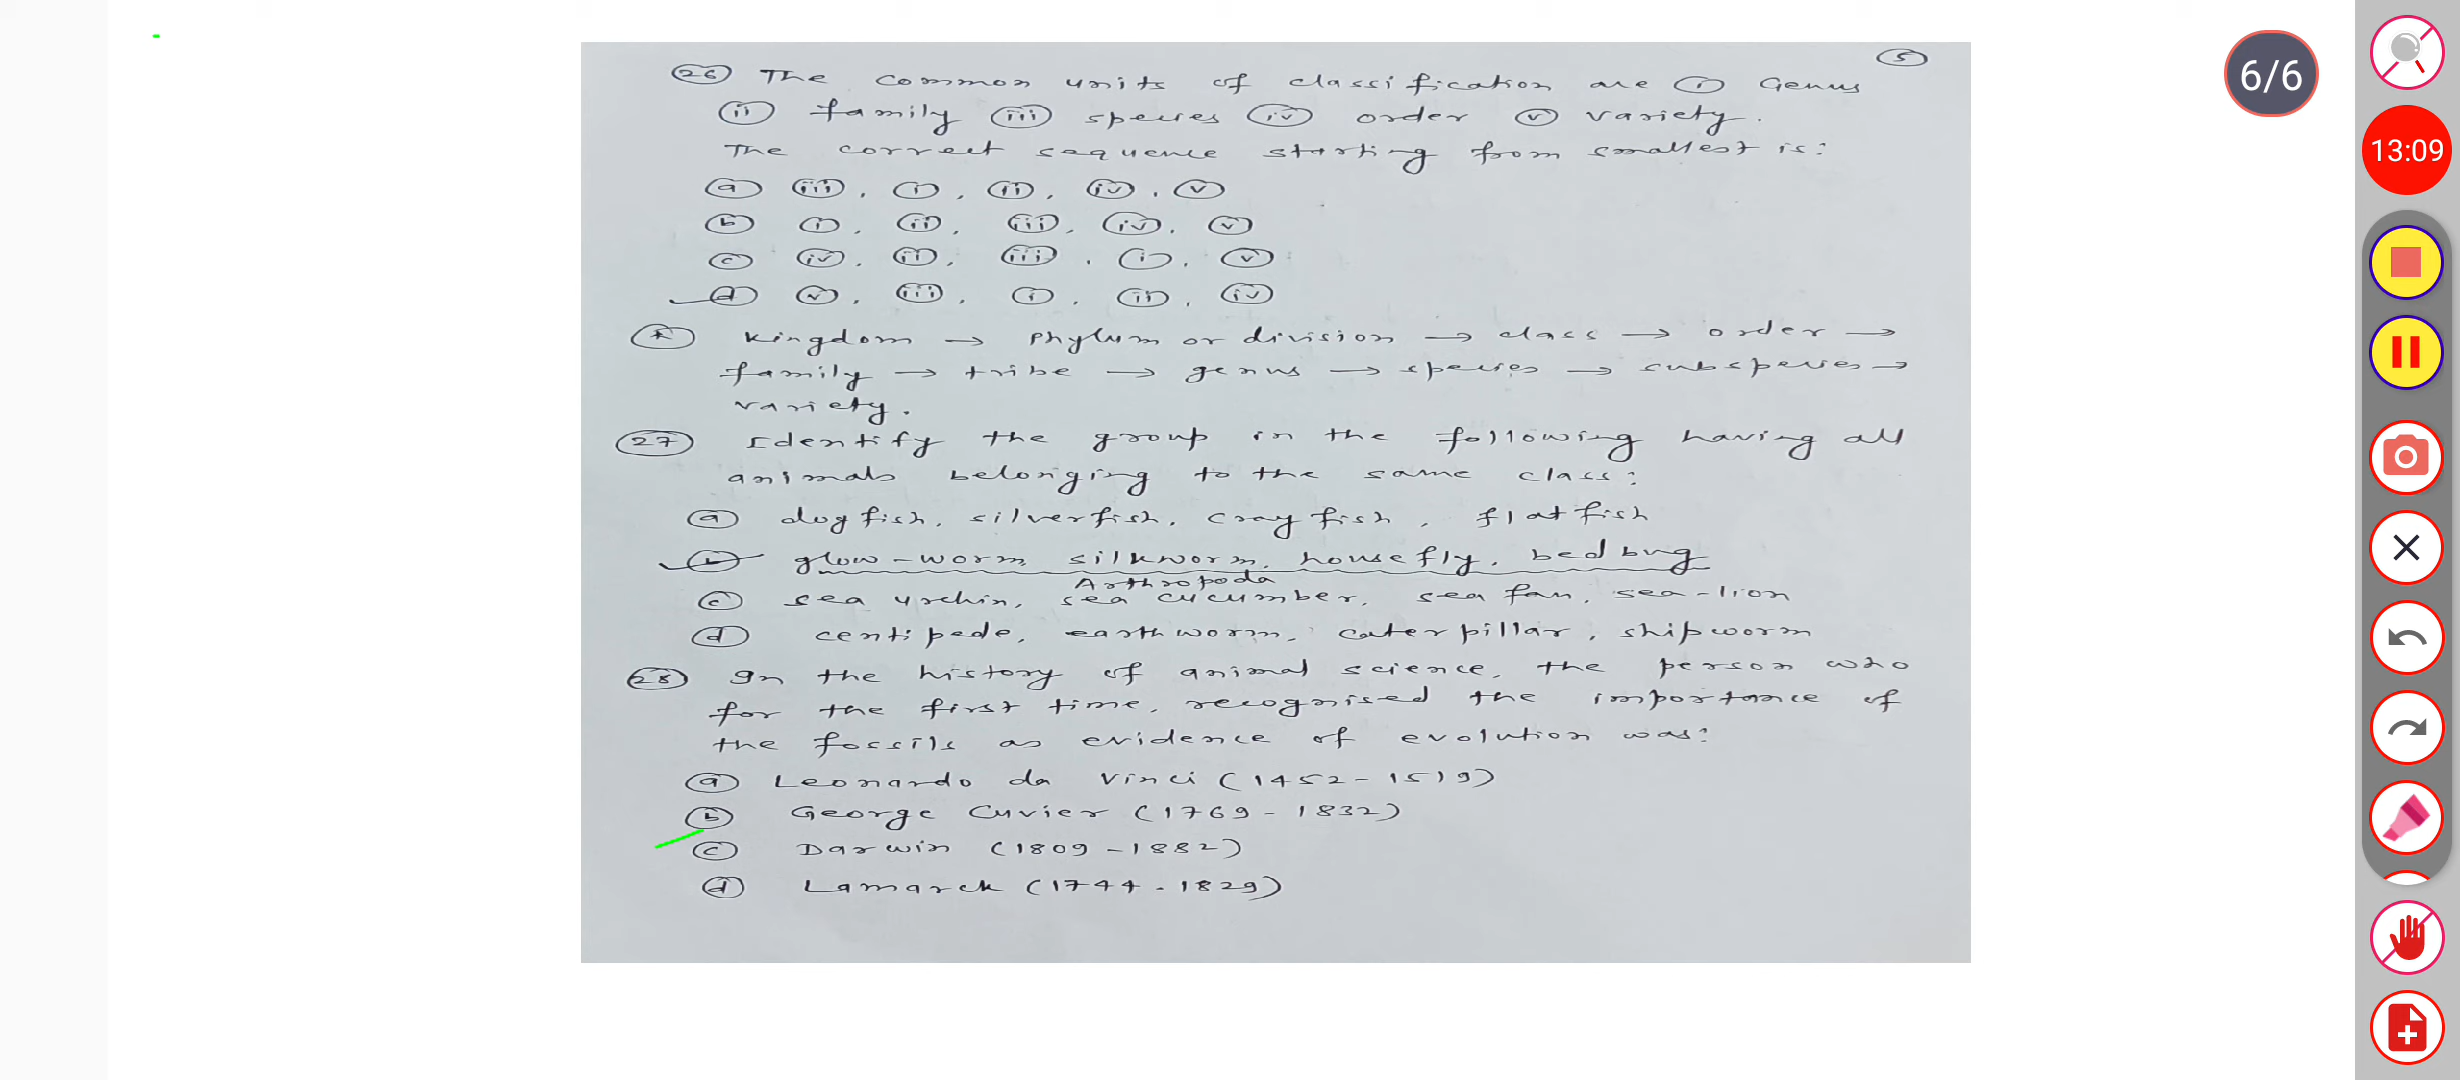 5
26 The common units of classification are (i) Genus
(ii) family (iii) species (iv) order (v) variety.
The correct sequence starting from smallest is:
(a) (iii), (i), (ii), (iv), (v)
(b) (i), (ii), (iii), (iv), (v)
(c) (iv), (ii), (iii), (i), (v)
(d) (v), (iii), (i), (ii), (iv)
* Kingdom → Phylum or division → class → order →
family → tribe → genus → species → subspecies →
variety.
27 Identify the group in the following having all
animals belonging to the same class:
(a) dog fish, silverfish, crayfish, flatfish
(b) glow-worm, silkworm, housefly, bed bug
Arthropoda
(c) sea urchin, sea cucumber, sea fan, sea-lion
(d) centipede, earthworm, caterpillar, shipworm
28 In the history of animal science, the person who
for the first time, recognised the importance of
the fossils as evidence of evolution was:
(a) Leonardo da Vinci (1452-1519)
(b) George Cuvier (1769-1832)
(c) Darwin (1809-1882)
(d) Lamarck (1744-1829)
6/6
13:09